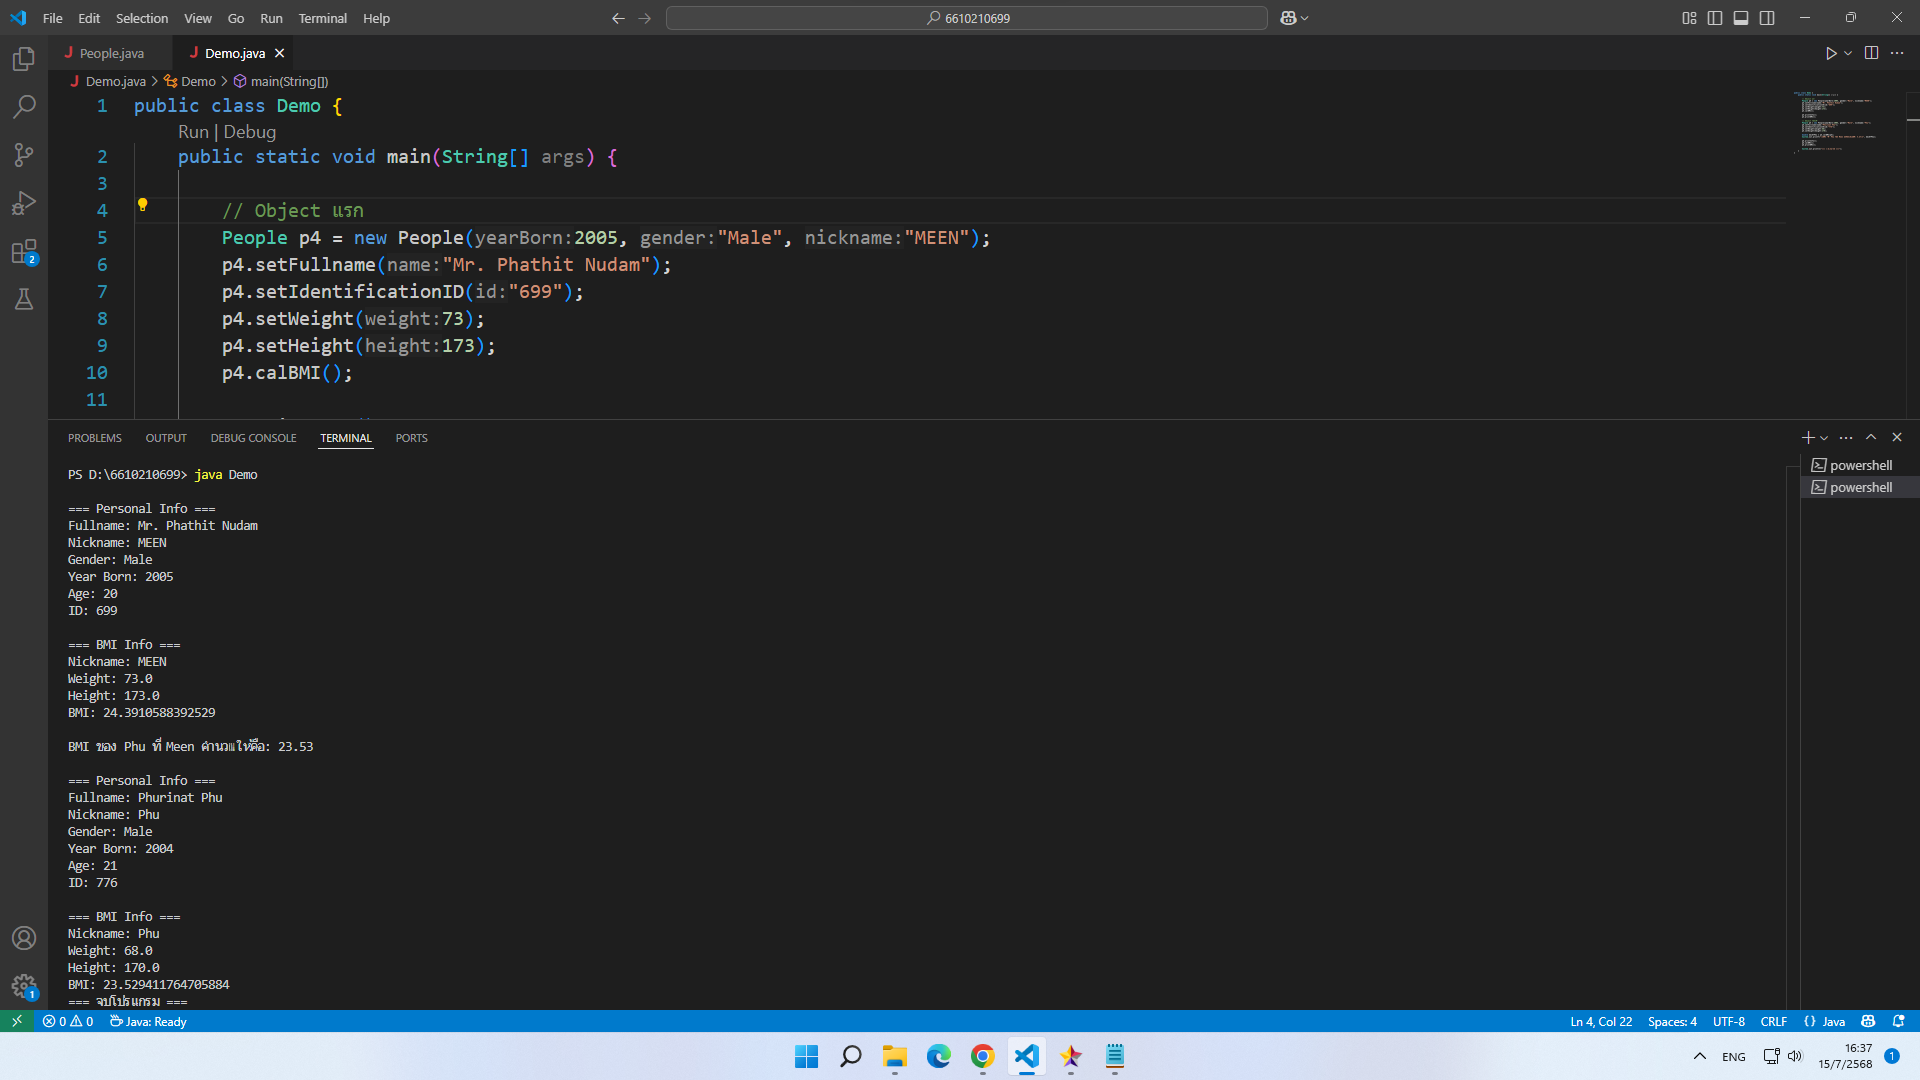 File Edit Selection View Go Run Terminal Help
6610210699
People.java Demo.java
Demo.java > Demo > main(String[])
1 public class Demo {
Run | Debug
2 public static void main(String[] args) {
3
4 // Object แรก
5 People p4 = new People(yearBorn:2005, gender:"Male", nickname:"MEEN");
6 p4.setFullname(name:"Mr. Phathit Nudam");
7 p4.setIdentificationID(id:"699");
8 p4.setWeight(weight:73);
9 p4.setHeight(height:173);
10 p4.calBMI();
11
PROBLEMS OUTPUT DEBUG CONSOLE TERMINAL PORTS
powershell
powershell
PS D:\6610210699> java Demo
=== Personal Info ===
Fullname: Mr. Phathit Nudam
Nickname: MEEN
Gender: Male
Year Born: 2005
Age: 20
ID: 699
=== BMI Info ===
Nickname: MEEN
Weight: 73.0
Height: 173.0
BMI: 24.3910588392529
BMI ของ Phu ที่ Meen ให้คือ: 23.53
=== Personal Info ===
Fullname: Phurinat Phu
Nickname: Phu
Gender: Male
Year Born: 2004
Age: 21
ID: 776
=== BMI Info ===
Nickname: Phu
Weight: 68.0
Height: 170.0
BMI: 23.529411764705884
=== จบโปรแกรม ===
2
1
0 0 Java: Ready
Ln 4, Col 22 Spaces: 4 UTF-8 CRLF {} Java
ENG 16:37
15/7/2568
1